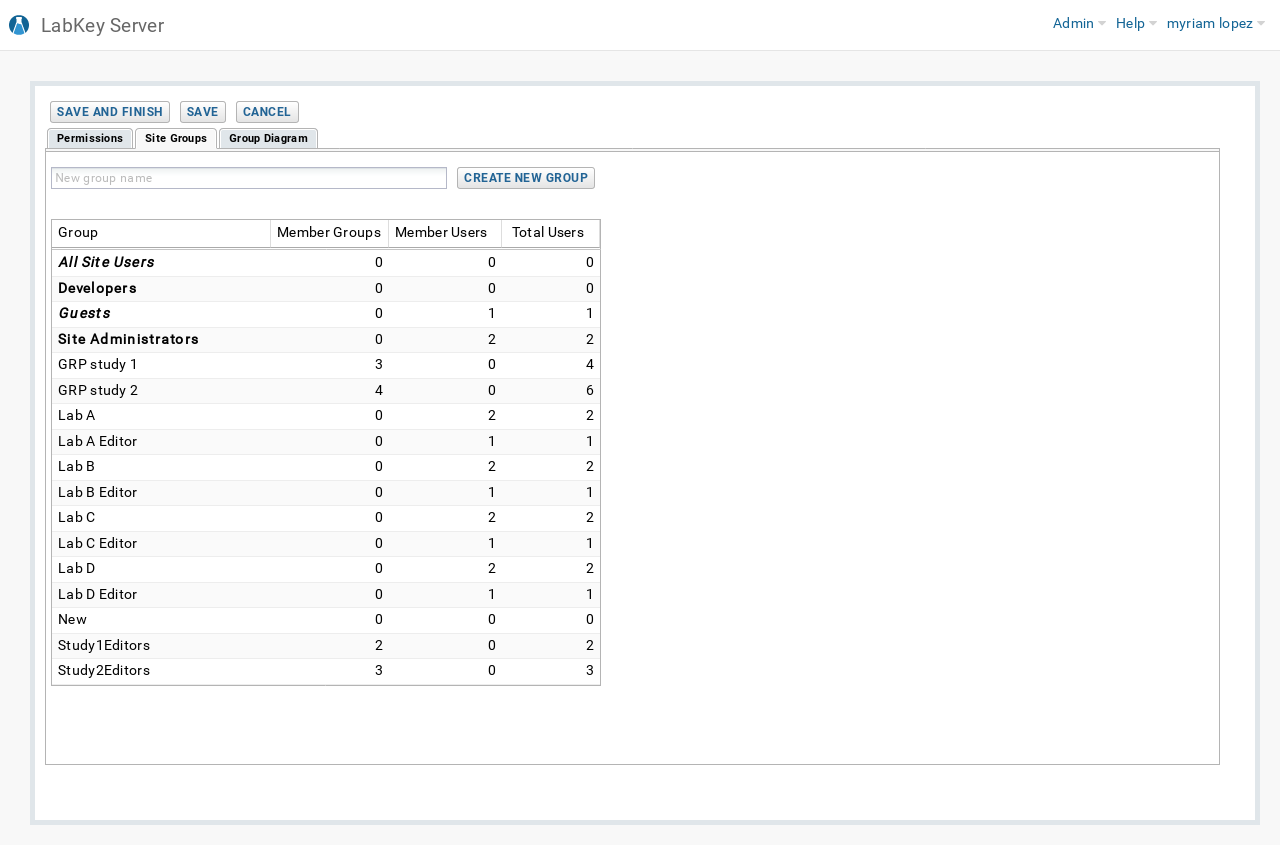 LabKey Server
Admin Help myriam lopez
SAVE AND FINISH SAVE CANCEL
Permissions Site Groups Group Diagram
New group name CREATE NEW GROUP
Group Member Groups Member Users Total Users
All Site Users 0 0 0
Developers 0 0 0
Guests 0 1 1
Site Administrators 0 2 2
GRP study 1 3 0 4
GRP study 2 4 0 6
Lab A 0 2 2
Lab A Editor 0 1 1
Lab B 0 2 2
Lab B Editor 0 1 1
Lab C 0 2 2
Lab C Editor 0 1 1
Lab D 0 2 2
Lab D Editor 0 1 1
New 0 0 0
Study1Editors 2 0 2
Study2Editors 3 0 3